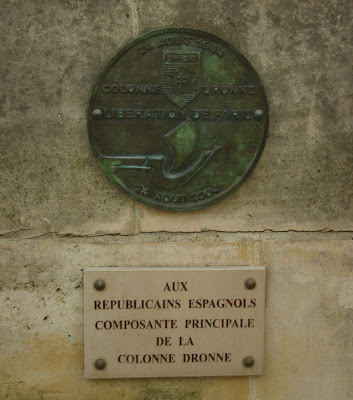 24 AOUT 1944
COLONNE DRONNE
LIBERATION DE PARIS
24 AOUT 2004
AUX
REPUBLICAINS ESPAGNOLS
COMPOSANTE PRINCIPALE
DE LA
COLONNE DRONNE